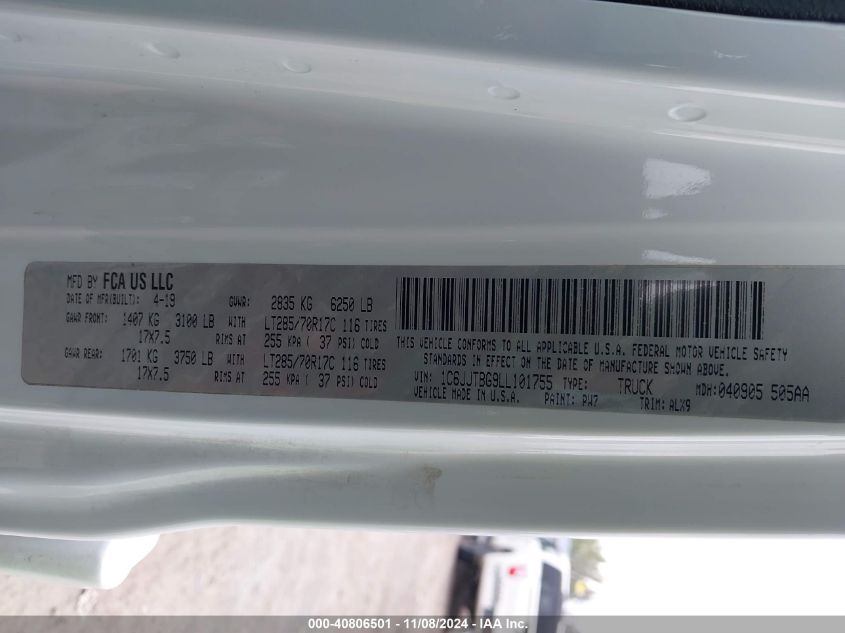 MFD BY FCA US LLC
DATE OF MFR(BUILT): 4-19 GVWR: 2835 KG 6250 LB
GAWR FRONT: 1407 KG 3100 LB WITH LT285/70R17C 116 TIRES
17X7.5 RIMS AT 255 KPA ( 37 PSI) COLD
GAWR REAR: 1701 KG 3750 LB WITH LT285/70R17C 116 TIRES
17X7.5 RIMS AT 255 KPA ( 37 PSI) COLD
THIS VEHICLE CONFORMS TO ALL APPLICABLE U.S.A. FEDERAL MOTOR VEHICLE SAFETY
STANDARDS IN EFFECT ON THE DATE OF MANUFACTURE SHOWN ABOVE.
VIN: 1C6JJTBG9LL101755 TYPE: TRUCK MDH: 040905 505AA
VEHICLE MADE IN U.S.A. PAINT: PW7 TRIM: ALX9
000-40806501 - 11/08/2024 - IAA Inc.